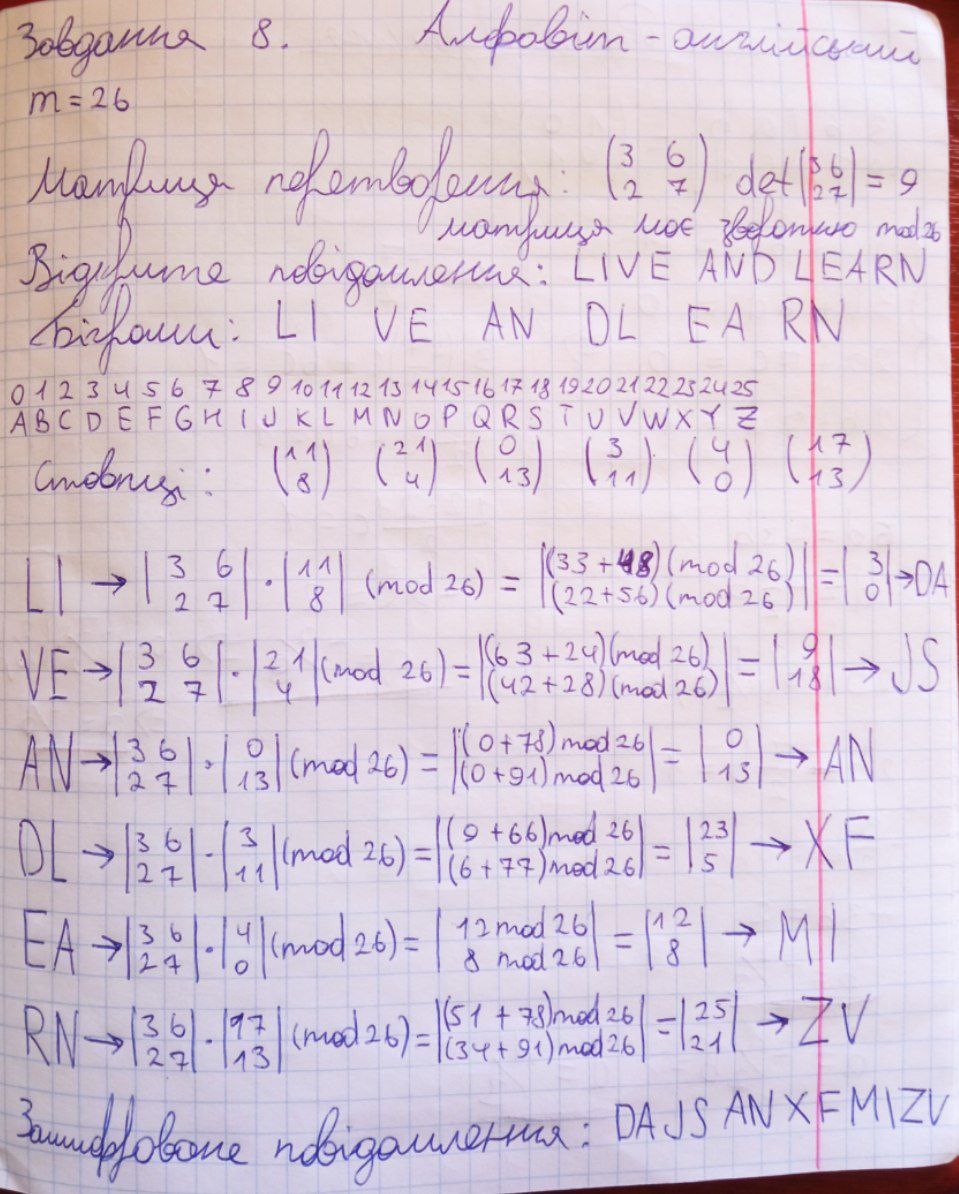 Завдання 8. Алфавіт - англійський
m = 26
Матриця перетворення: (3 6 2 7) det |3 6 2 7| = 9
матриця має зворотню mod 26
Відкрите повідомлення: LIVE AND LEARN
Біграми: LI VE AN DL EA RN
0 1 2 3 4 5 6 7 8 9 10 11 12 13 14 15 16 17 18 19 20 21 22 23 24 25
A B C D E F G H I J K L M N O P Q R S T U V W X Y Z
Стовпці: (11 8) (21 4) (0 13) (3 11) (4 0) (17 13)
LI → |3 6 2 7| · |11 8| (mod 26) = |(33 + 48) (mod 26) (22 + 56) (mod 26)| = |3 0| → DA
VE → |3 6 2 7| · |21 4| (mod 26) = |(63 + 24) (mod 26) (42 + 28) (mod 26)| = |9 18| → JS
AN → |3 6 2 7| · |0 13| (mod 26) = |(0 + 78) mod 26 (0 + 91) mod 26| = |0 13| → AN
DL → |3 6 2 7| · |3 11| (mod 26) = |(9 + 66) mod 26 (6 + 77) mod 26| = |23 5| → XF
EA → |3 6 2 7| · |4 0| (mod 26) = |12 mod 26 8 mod 26| = |12 8| → MI
RN → |3 6 2 7| · |17 13| (mod 26) = |(51 + 78) mod 26 (34 + 91) mod 26| = |25 21| → ZV
Зашифроване повідомлення: DAJSANXFMIZV